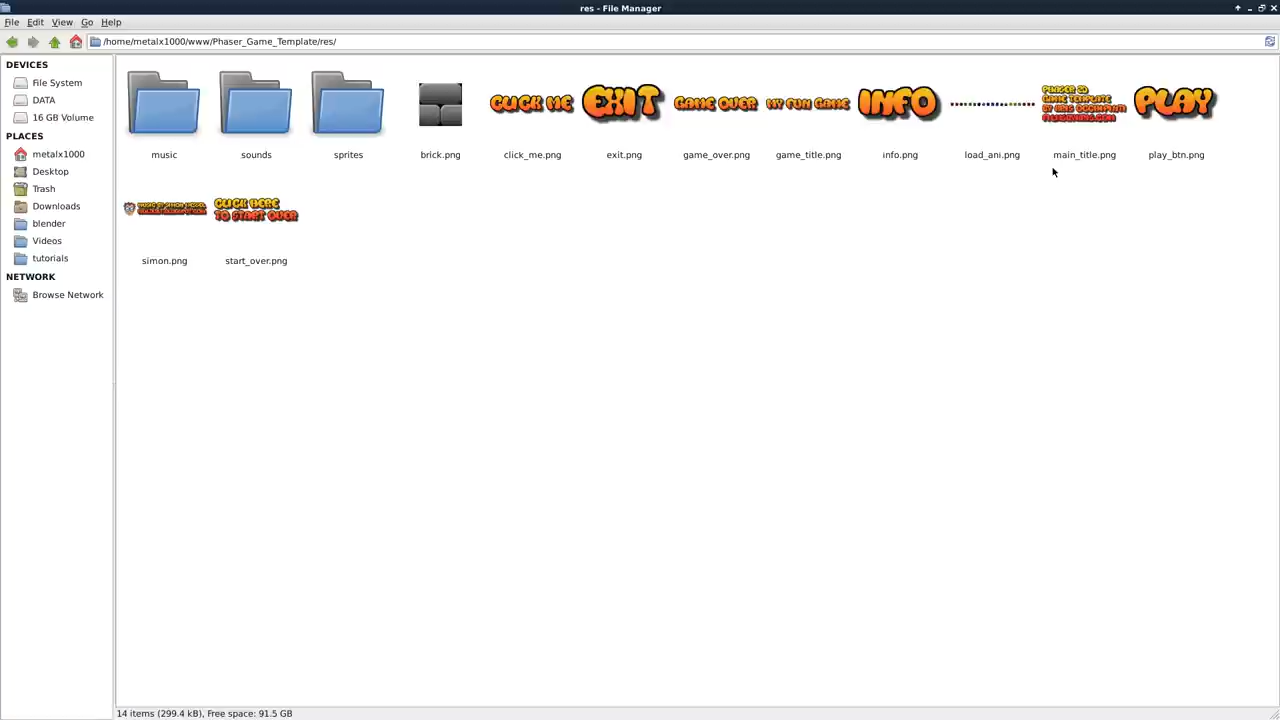 res - File Manager
File Edit View Go Help
/home/metalx1000/www/Phaser_Game_Template/res/
DEVICES
File System
DATA
16 GB Volume
PLACES
metalx1000
Desktop
Trash
Downloads
blender
Videos
tutorials
NETWORK
Browse Network
CLICK ME
EXIT
GAME OVER
MY FUN GAME
INFO
PLAY
music
sounds
sprites
brick.png
click_me.png
exit.png
game_over.png
game_title.png
info.png
load_ani.png
main_title.png
play_btn.png
CLICK HERE
TO START OVER
simon.png
start_over.png
14 items (299.4 kB), Free space: 91.5 GB